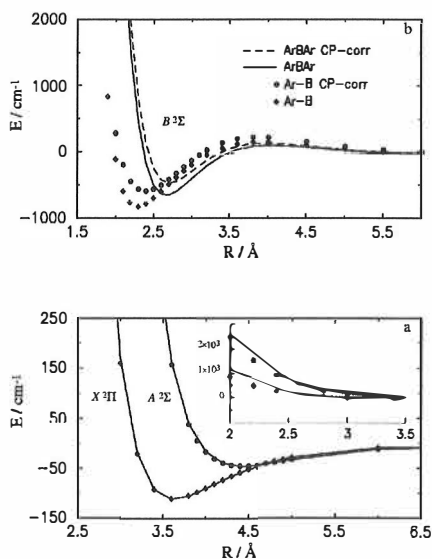 2000
1000
0
−1000
E / cm⁻¹
b
ArBAr CP−corr
ArBAr
Ar−B CP−corr
Ar−B
B ²Σ
1.5 2.5 3.5 4.5 5.5
R / Å
250
150
50
−50
−150
E / cm⁻¹
a
X ²Π
A ²Σ
2×10³
1×10³
0
2 2.5 3 3.5
2.5 3.5 4.5 5.5 6.5
R / Å